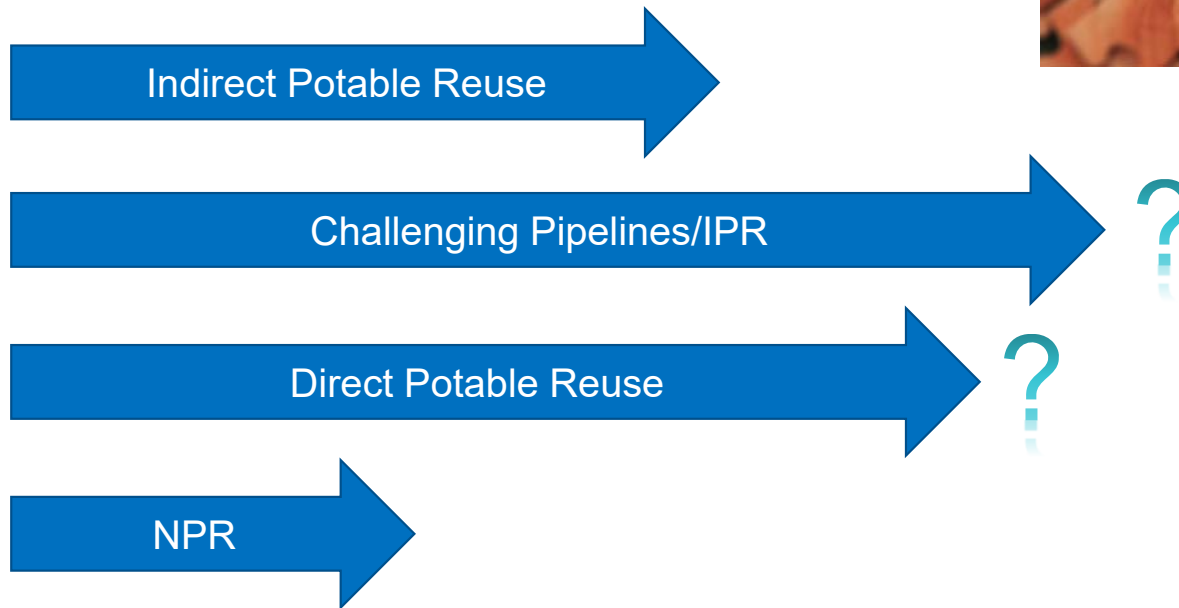 Indirect Potable Reuse
Challenging Pipelines/IPR
?
Direct Potable Reuse
?
NPR